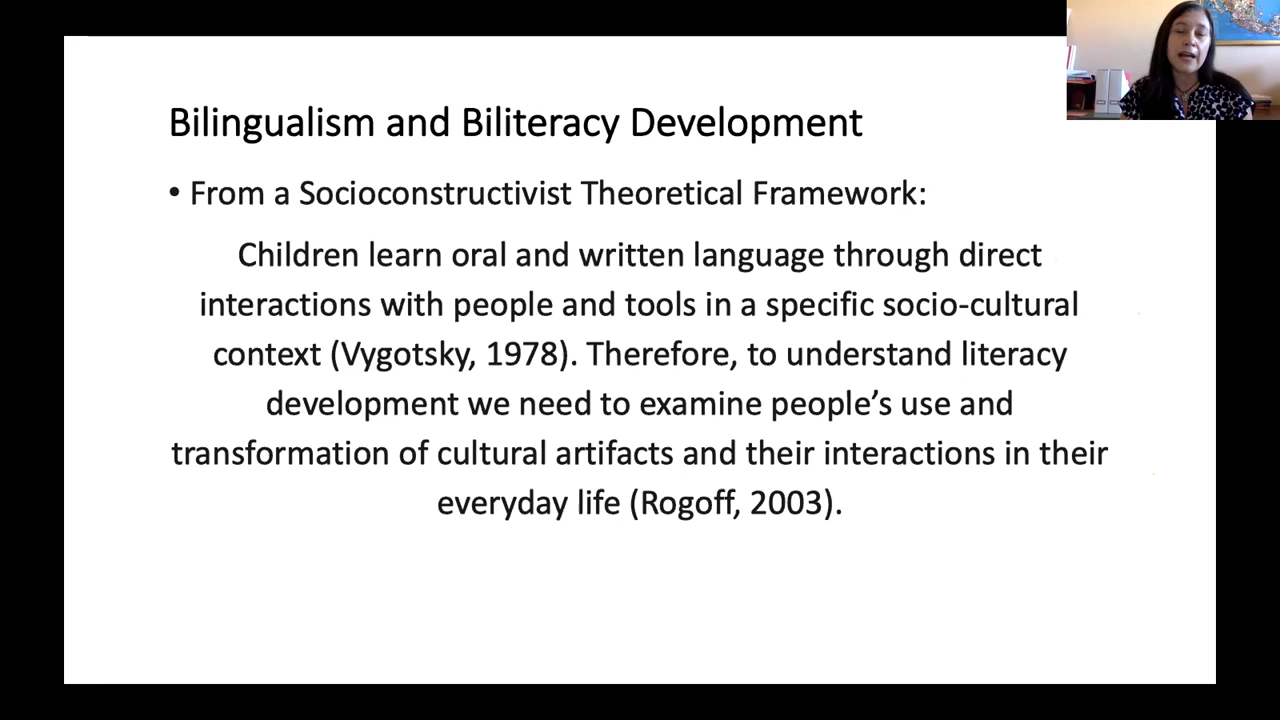 Bilingualism and Biliteracy Development
• From a Socioconstructivist Theoretical Framework:
Children learn oral and written language through direct
interactions with people and tools in a specific socio-cultural
context (Vygotsky, 1978). Therefore, to understand literacy
development we need to examine people’s use and
transformation of cultural artifacts and their interactions in their
everyday life (Rogoff, 2003).